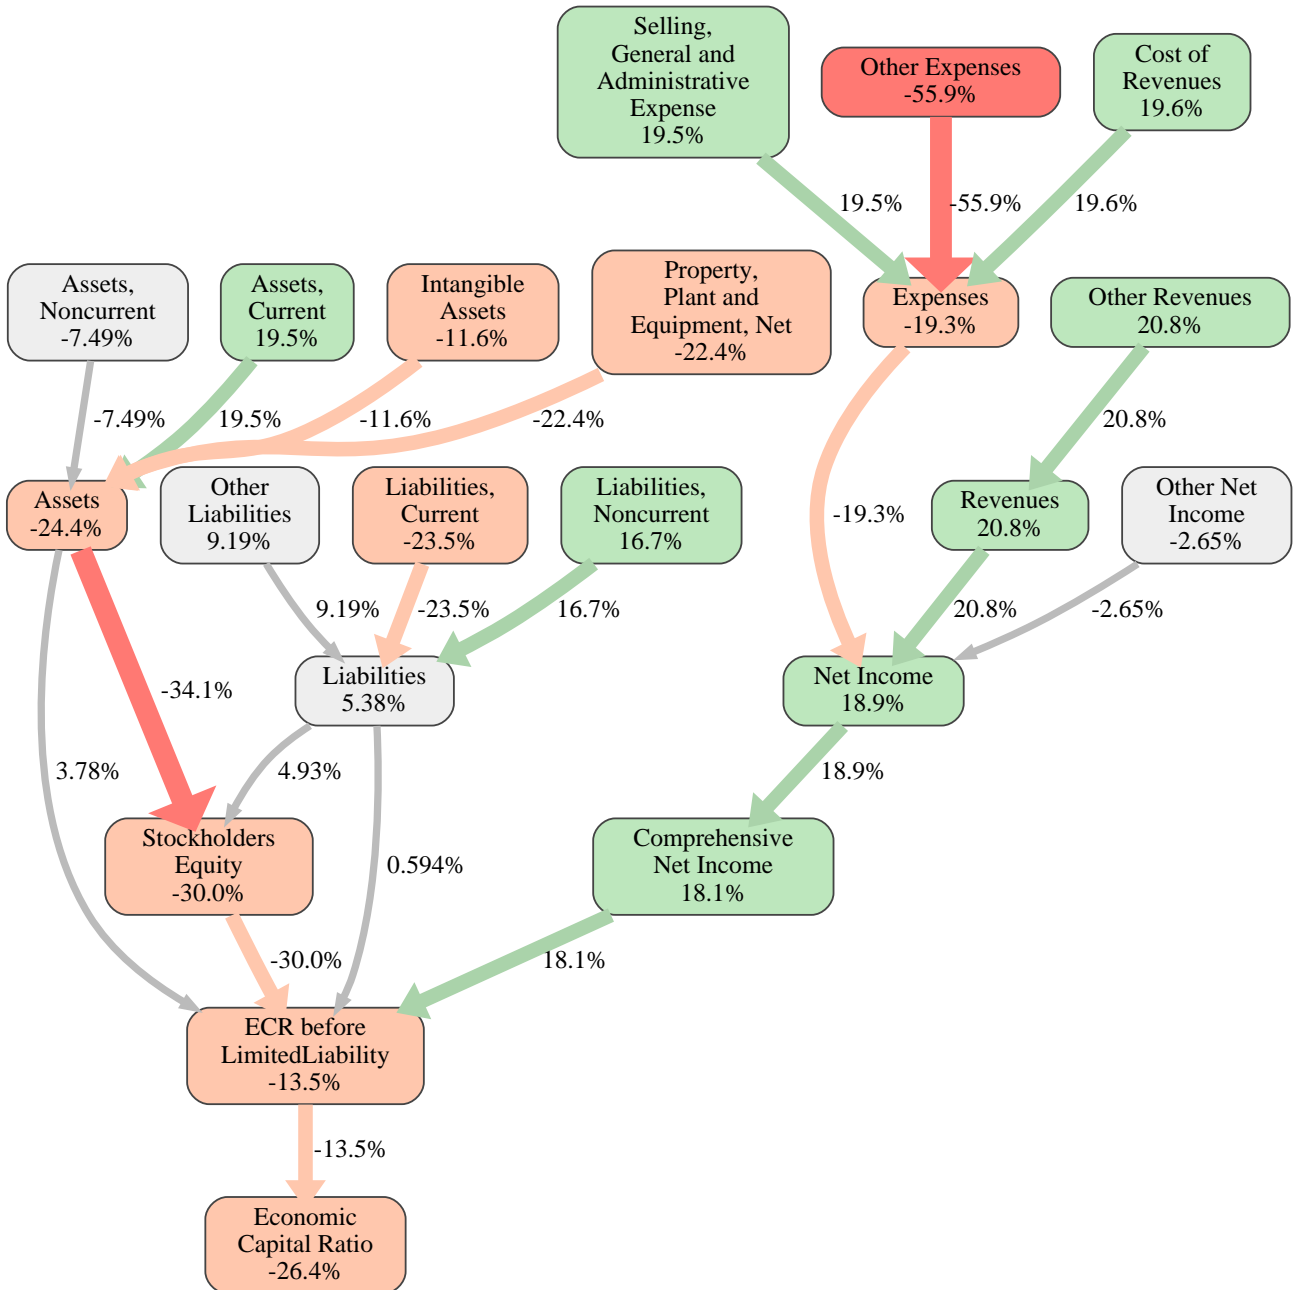 Selling,
General and
Administrative
Expense
19.5%
Other Expenses
-55.9%
Cost of
Revenues
19.6%
19.5%
-55.9%
19.6%
Assets,
Noncurrent
-7.49%
Assets,
Current
19.5%
Intangible
Assets
-11.6%
Property,
Plant and
Equipment, Net
-22.4%
Expenses
-19.3%
Other Revenues
20.8%
-7.49%
19.5%
-11.6%
-22.4%
20.8%
Assets
-24.4%
Other
Liabilities
9.19%
Liabilities,
Current
-23.5%
Liabilities,
Noncurrent
16.7%
-19.3%
Revenues
20.8%
Other Net
Income
-2.65%
9.19%
-23.5%
16.7%
20.8%
-2.65%
-34.1%
Liabilities
5.38%
Net Income
18.9%
3.78%
4.93%
18.9%
Stockholders
Equity
-30.0%
0.594%
Comprehensive
Net Income
18.1%
-30.0%
18.1%
ECR before
LimitedLiability
-13.5%
-13.5%
Economic
Capital Ratio
-26.4%